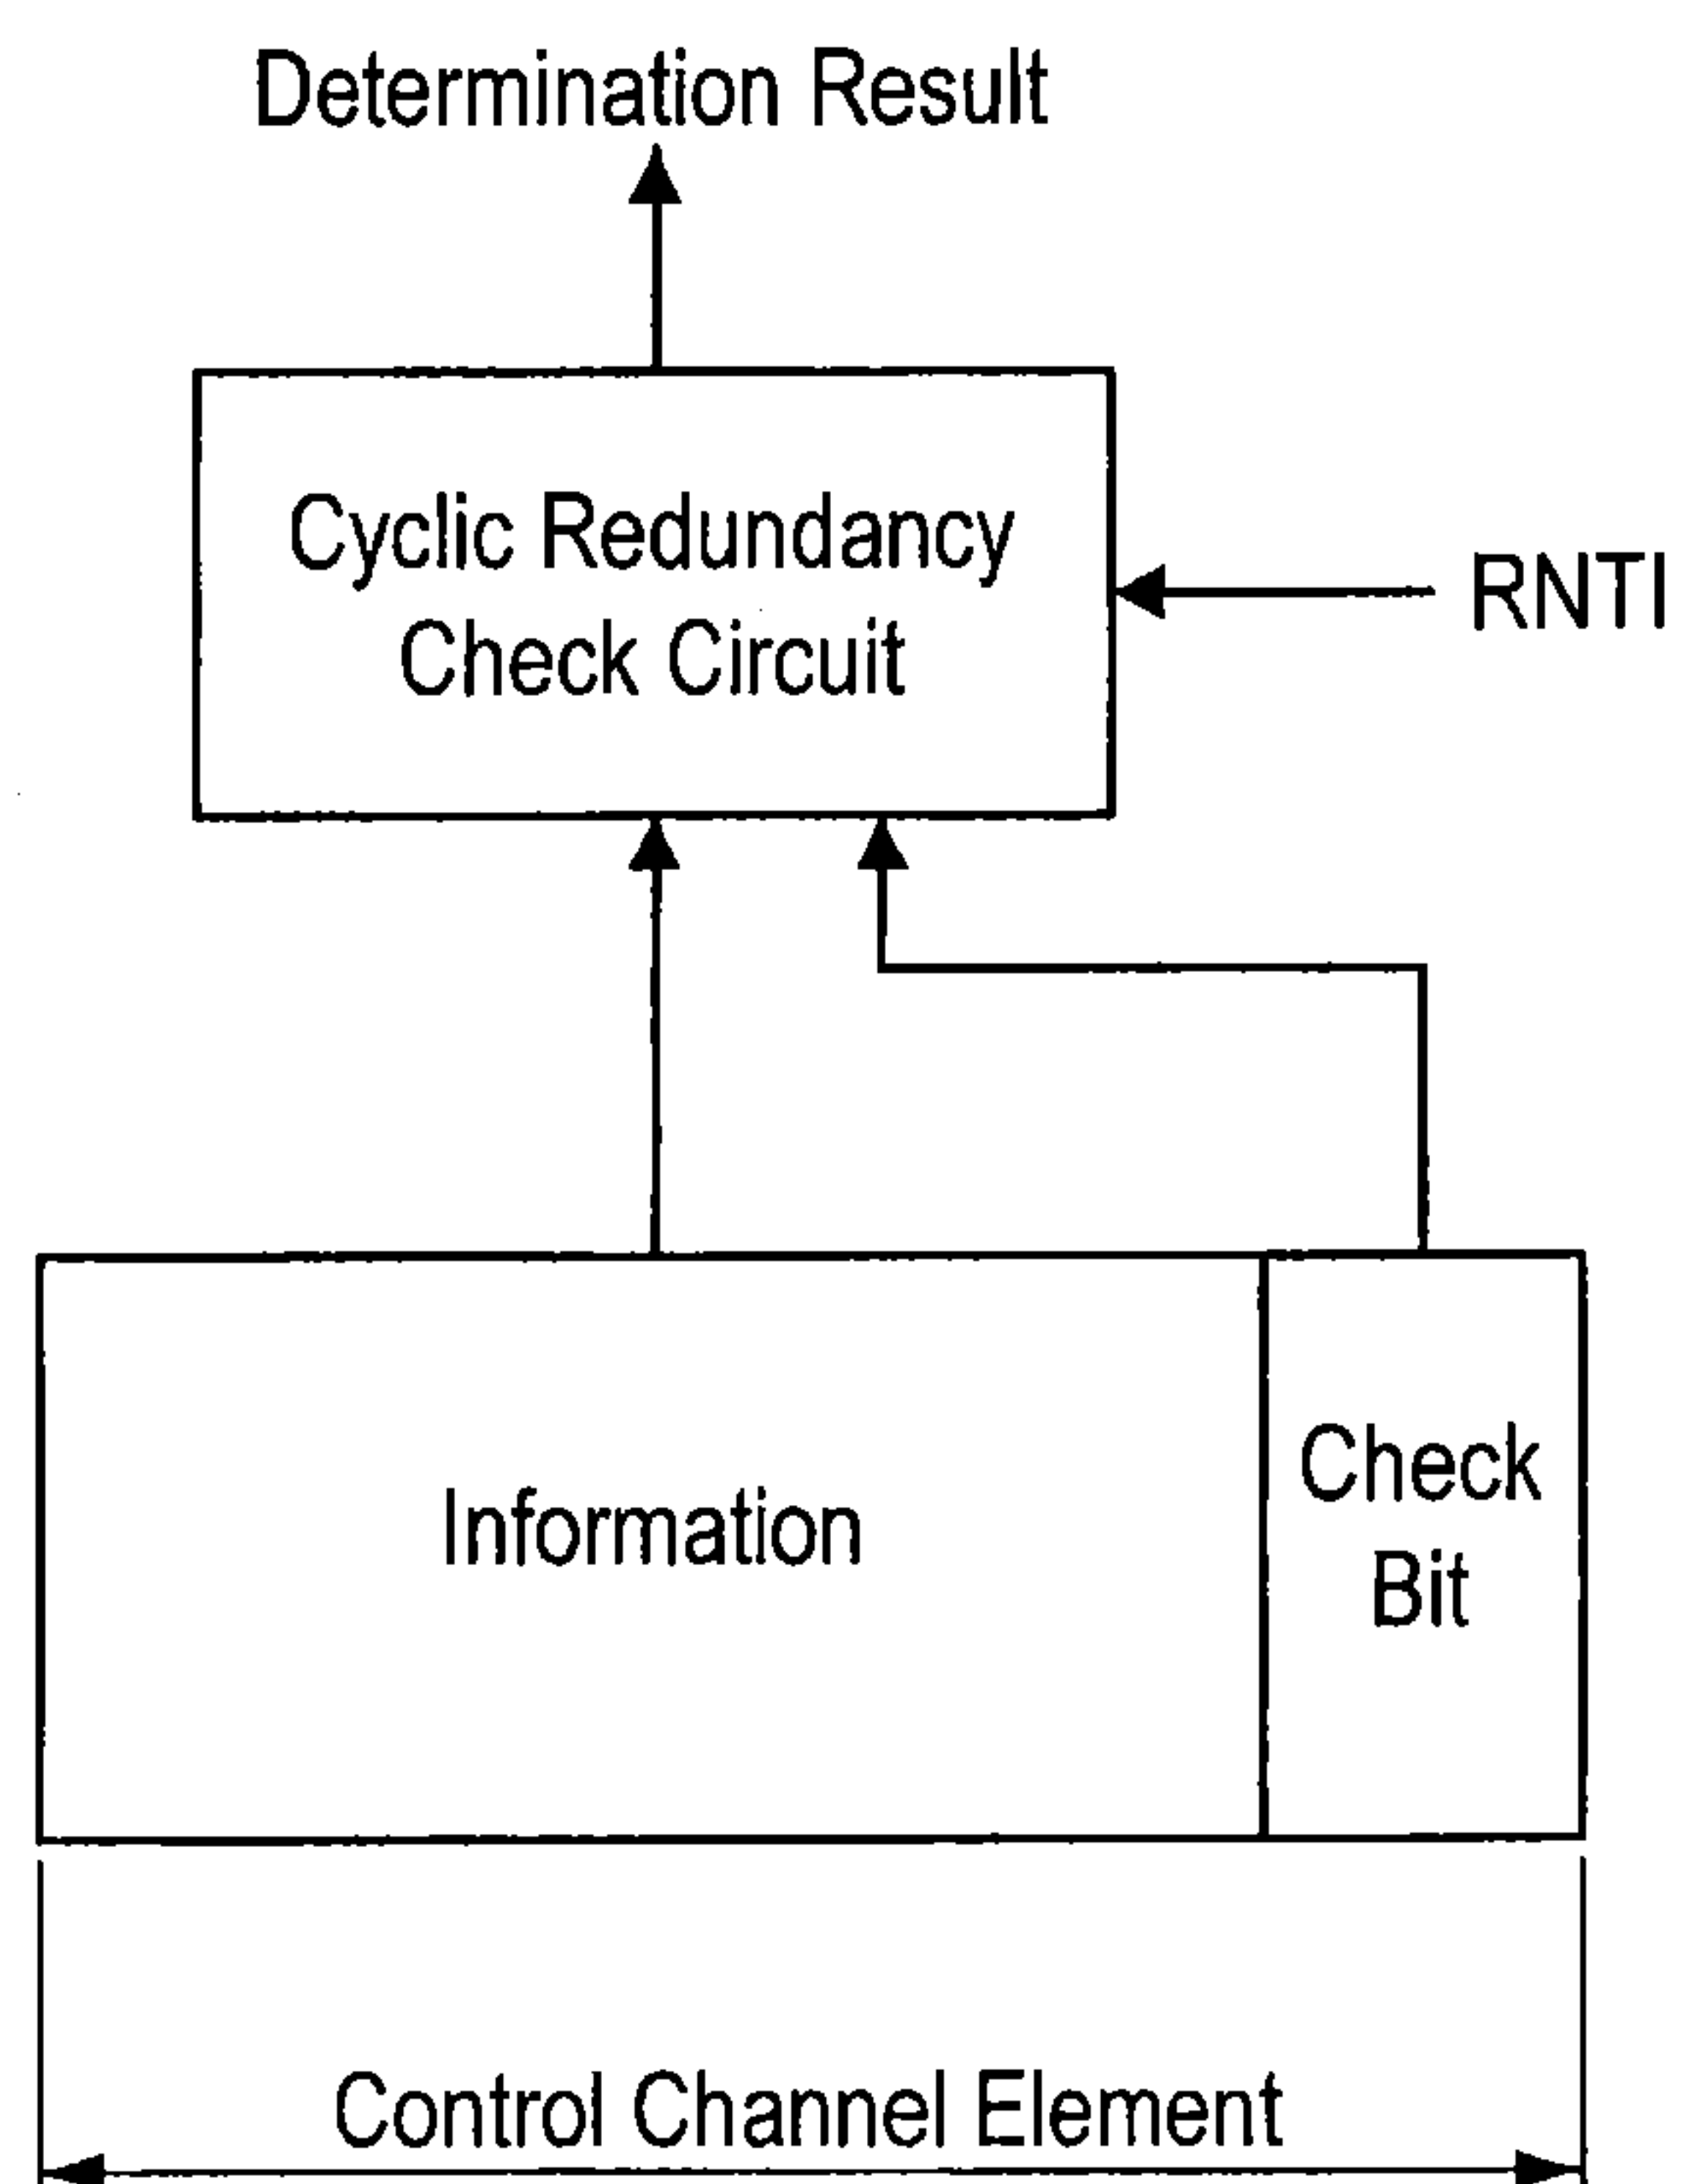 Determination Result
Cyclic Redundancy
Check Circuit
RNTI
Information
Check
Bit
Control Channel Element